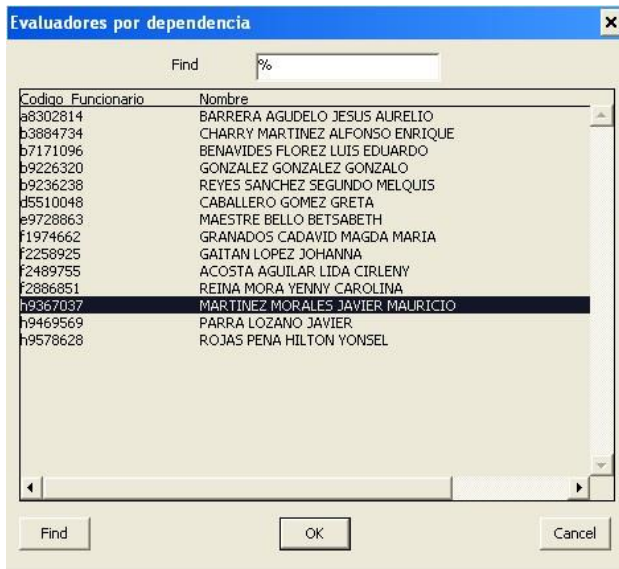 Evaluadores por dependencia
Find %
Codigo Funcionario Nombre
a8302814 BARRERA AGUDELO JESUS AURELIO
b3884734 CHARRY MARTINEZ ALFONSO ENRIQUE
b7171096 BENAVIDES FLOREZ LUIS EDUARDO
b9226320 GONZALEZ GONZALEZ GONZALO
b9236238 REYES SANCHEZ SEGUNDO MELQUIS
d5510048 CABALLERO GOMEZ GRETA
e9728863 MAESTRE BELLO BETSABETH
f1974662 GRANADOS CADAVID MAGDA MARIA
f2258925 GAITAN LOPEZ JOHANNA
f2489755 ACOSTA AGUILAR LIDA CIRLENY
f2886851 REINA MORA YENNY CAROLINA
h9367037 MARTINEZ MORALES JAVIER MAURICIO
h9469569 PARRA LOZANO JAVIER
h9578628 ROJAS PENA HILTON YONSEL
Find OK Cancel